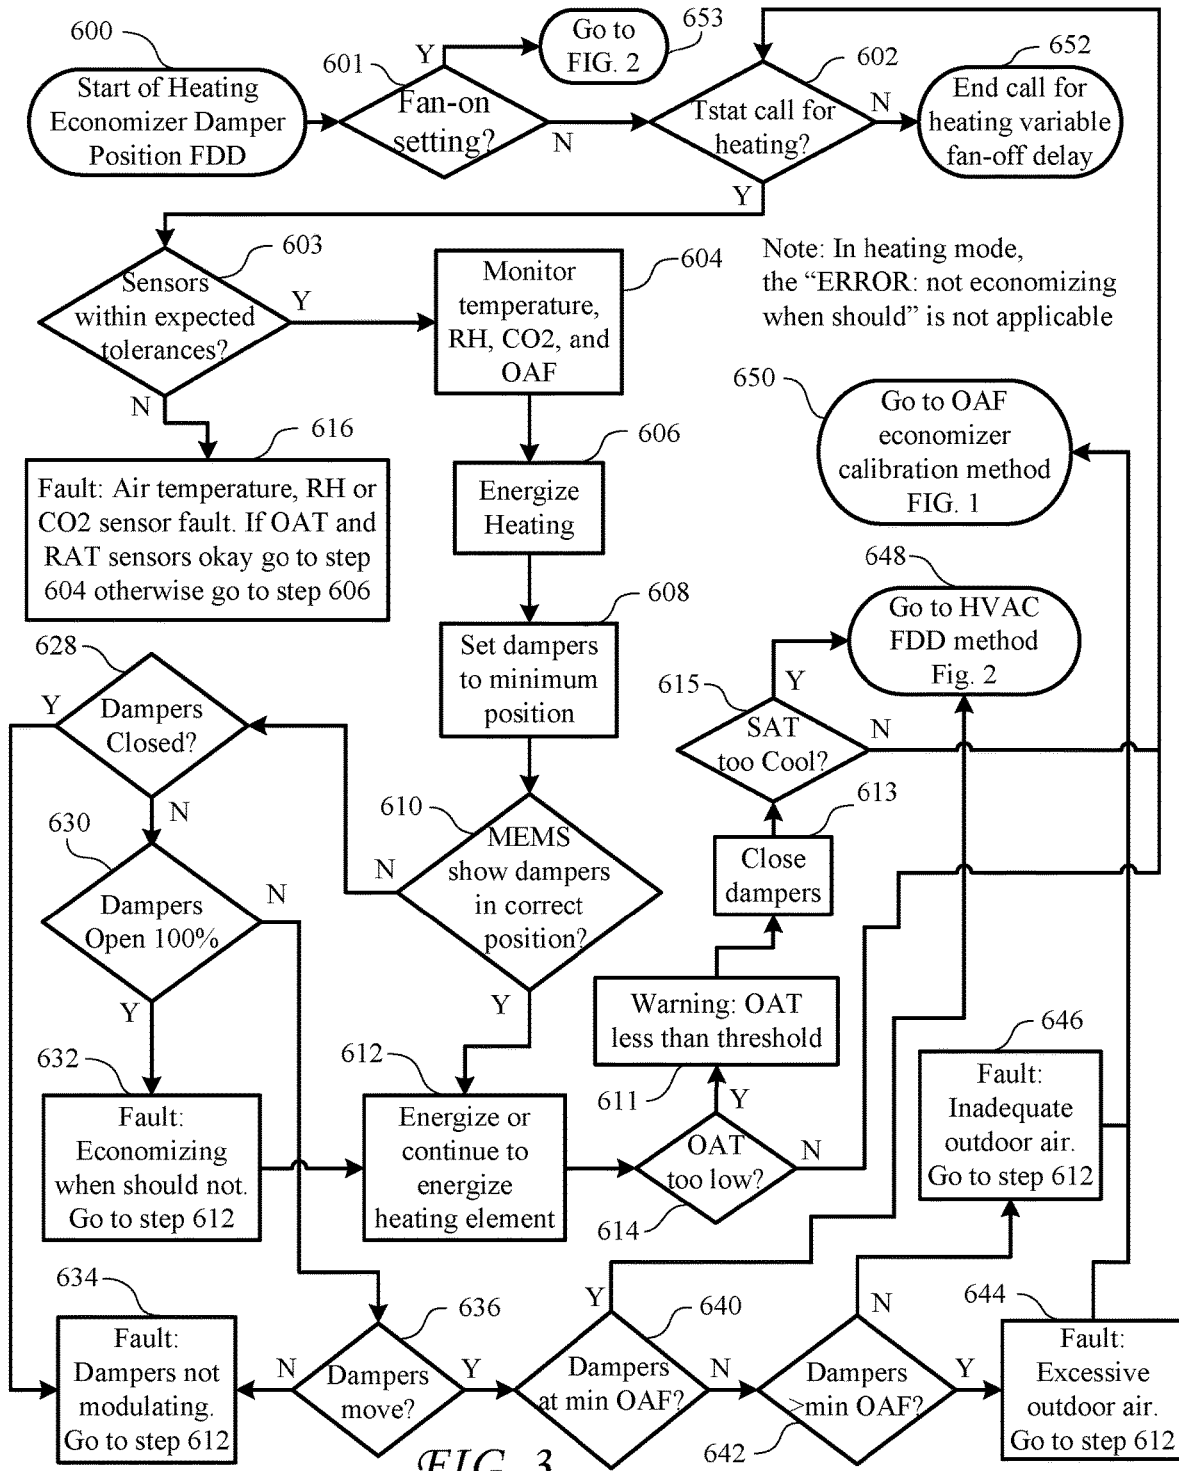 600
Start of Heating
Economizer Damper
Position FDD
601
Fan-on
setting?
Y
N
Go to
FIG. 2
653
602
Tstat call for
heating?
N
Y
652
End call for
heating variable
fan-off delay
603
Sensors
within expected
tolerances?
Y
N
604
Monitor
temperature,
RH, CO2, and
OAF
Note: In heating mode,
the “ERROR: not economizing
when should” is not applicable
650
Go to OAF
economizer
calibration method
FIG. 1
616
Fault: Air temperature, RH or
CO2 sensor fault. If OAT and
RAT sensors okay go to step
604 otherwise go to step 606
606
Energize
Heating
608
Set dampers
to minimum
position
648
Go to HVAC
FDD method
Fig. 2
628
Dampers
Closed?
Y
N
615
SAT
too Cool?
Y
N
610
MEMS
show dampers
in correct
position?
N
Y
613
Close
dampers
630
Dampers
Open 100%
N
Y
Warning: OAT
less than threshold
611
632
Fault:
Economizing
when should not.
Go to step 612
612
Energize or
continue to
energize
heating element
OAT
too low?
Y
N
614
646
Fault:
Inadequate
outdoor air.
Go to step 612
634
Fault:
Dampers not
modulating.
Go to step 612
636
Dampers
move?
N
Y
640
Dampers
at min OAF?
Y
N
Dampers
>min OAF?
N
Y
642
644
Fault:
Excessive
outdoor air.
Go to step 612
FIG. 3